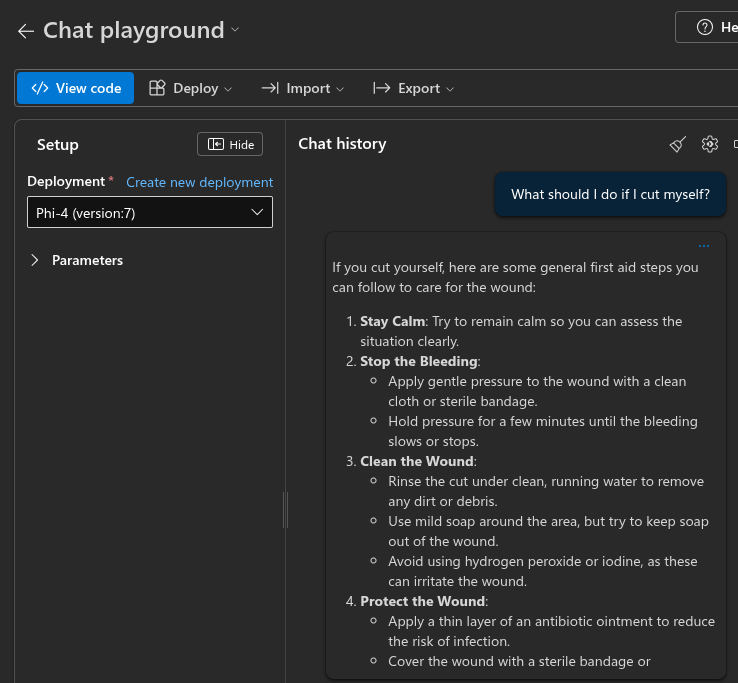 Chat playground
He
View code
Deploy
Import
Export
Setup
Hide
Deployment *
Create new deployment
Phi-4 (version:7)
Parameters
Chat history
What should I do if I cut myself?
If you cut yourself, here are some general first aid steps you
can follow to care for the wound:
1. Stay Calm: Try to remain calm so you can assess the
situation clearly.
2. Stop the Bleeding:
Apply gentle pressure to the wound with a clean
cloth or sterile bandage.
Hold pressure for a few minutes until the bleeding
slows or stops.
3. Clean the Wound:
Rinse the cut under clean, running water to remove
any dirt or debris.
Use mild soap around the area, but try to keep soap
out of the wound.
Avoid using hydrogen peroxide or iodine, as these
can irritate the wound.
4. Protect the Wound:
Apply a thin layer of an antibiotic ointment to reduce
the risk of infection.
Cover the wound with a sterile bandage or